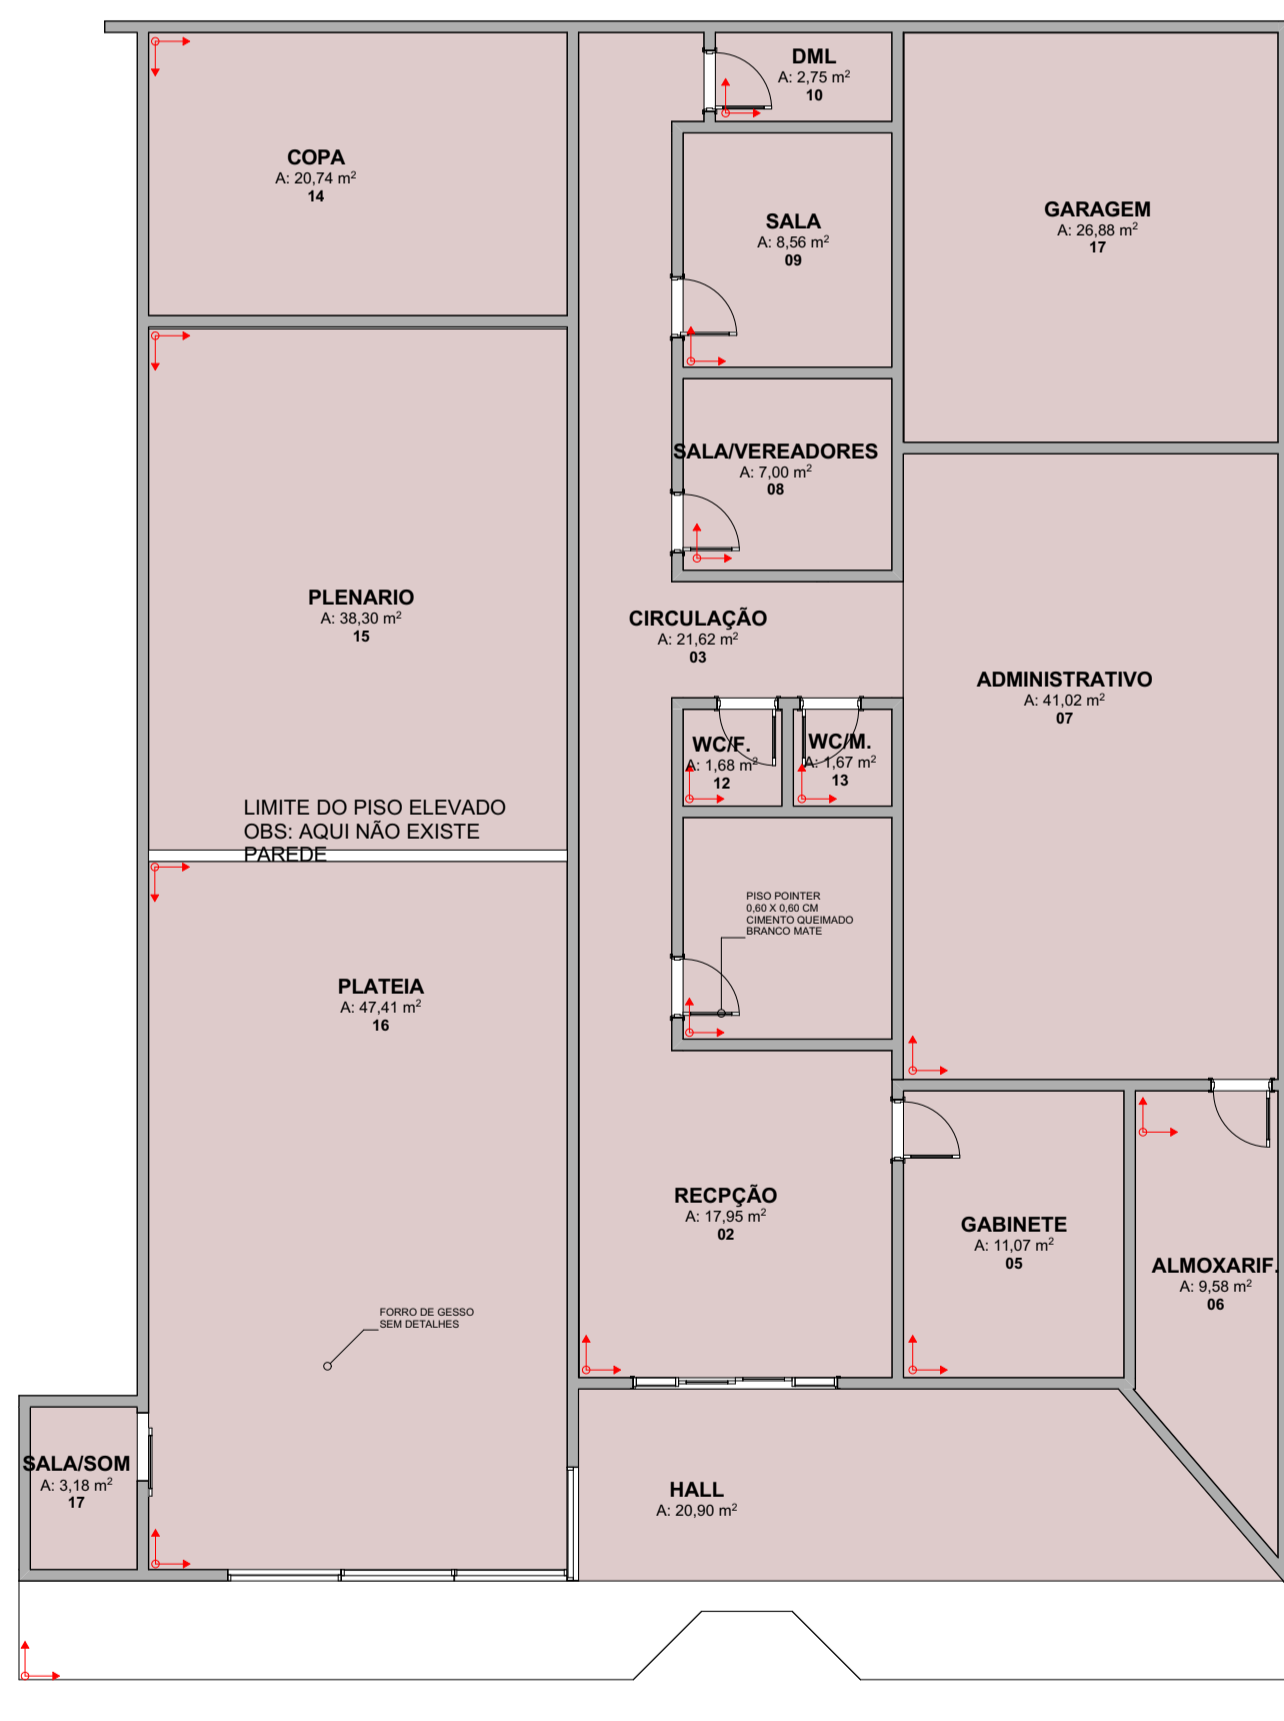 DML
A: 2,75 m²
10
COPA
A: 20,74 m²
14
SALA
A: 8,56 m²
09
GARAGEM
A: 26,88 m²
17
SALA/VEREADORES
A: 7,00 m²
08
PLENARIO
A: 38,30 m²
15
CIRCULAÇÃO
A: 21,62 m²
03
ADMINISTRATIVO
A: 41,02 m²
07
WC/F.
A: 1,68 m²
12
WC/M.
A: 1,67 m²
13
LIMITE DO PISO ELEVADO
OBS: AQUI NÃO EXISTE
PAREDE
PISO POINTER
0,60 X 0,60 CM
CIMENTO QUEIMADO
BRANCO MATE
PLATEIA
A: 47,41 m²
16
RECPÇÃO
A: 17,95 m²
02
GABINETE
A: 11,07 m²
05
ALMOXARIF.
A: 9,58 m²
06
FORRO DE GESSO
SEM DETALHES
SALA/SOM
A: 3,18 m²
17
HALL
A: 20,90 m²